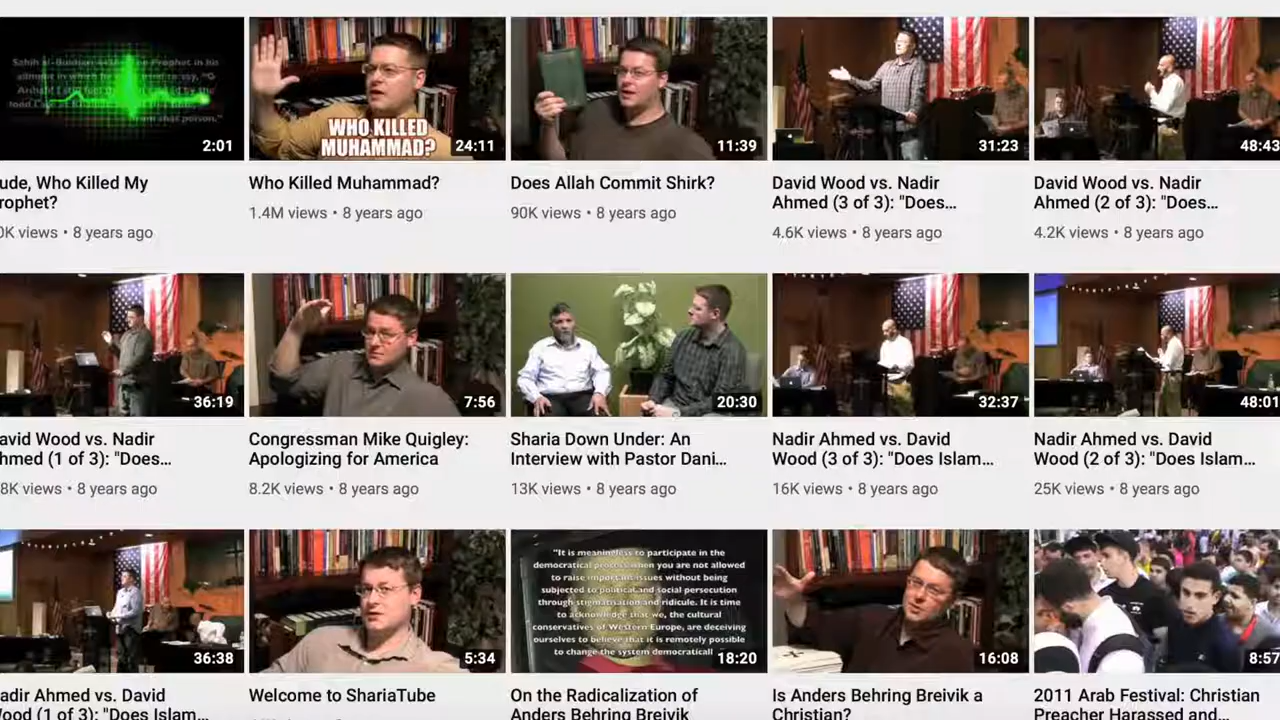 2:01
WHO KILLED
MUHAMMAD?
24:11
11:39
31:23
48:43
ude, Who Killed My
rophet?
0K views • 8 years ago
Who Killed Muhammad?
1.4M views • 8 years ago
Does Allah Commit Shirk?
90K views • 8 years ago
David Wood vs. Nadir
Ahmed (3 of 3): "Does...
4.6K views • 8 years ago
David Wood vs. Nadir
Ahmed (2 of 3): "Does...
4.2K views • 8 years ago
36:19
7:56
20:30
32:37
48:01
avid Wood vs. Nadir
hmed (1 of 3): "Does...
8K views • 8 years ago
Congressman Mike Quigley:
Apologizing for America
8.2K views • 8 years ago
Sharia Down Under: An
Interview with Pastor Dani...
13K views • 8 years ago
Nadir Ahmed vs. David
Wood (3 of 3): "Does Islam...
16K views • 8 years ago
Nadir Ahmed vs. David
Wood (2 of 3): "Does Islam...
25K views • 8 years ago
36:38
5:34
"It is meaningless to participate in the
democratical process when you are not allowed
to raise important issues without being
subjected to political and social persecution
through stigmatisation and ridicule. It is time
to acknowledge that we, the cultural
conservatives of Western Europe, are deceiving
ourselves to believe that it is remotely possible
to change the system democraticall
18:20
16:08
8:57
adir Ahmed vs. David
ood (1 of 3): "Does Islam...
Welcome to ShariaTube
On the Radicalization of
Anders Behring Breivik
Is Anders Behring Breivik a
Christian?
2011 Arab Festival: Christian
Preacher Harassed and...